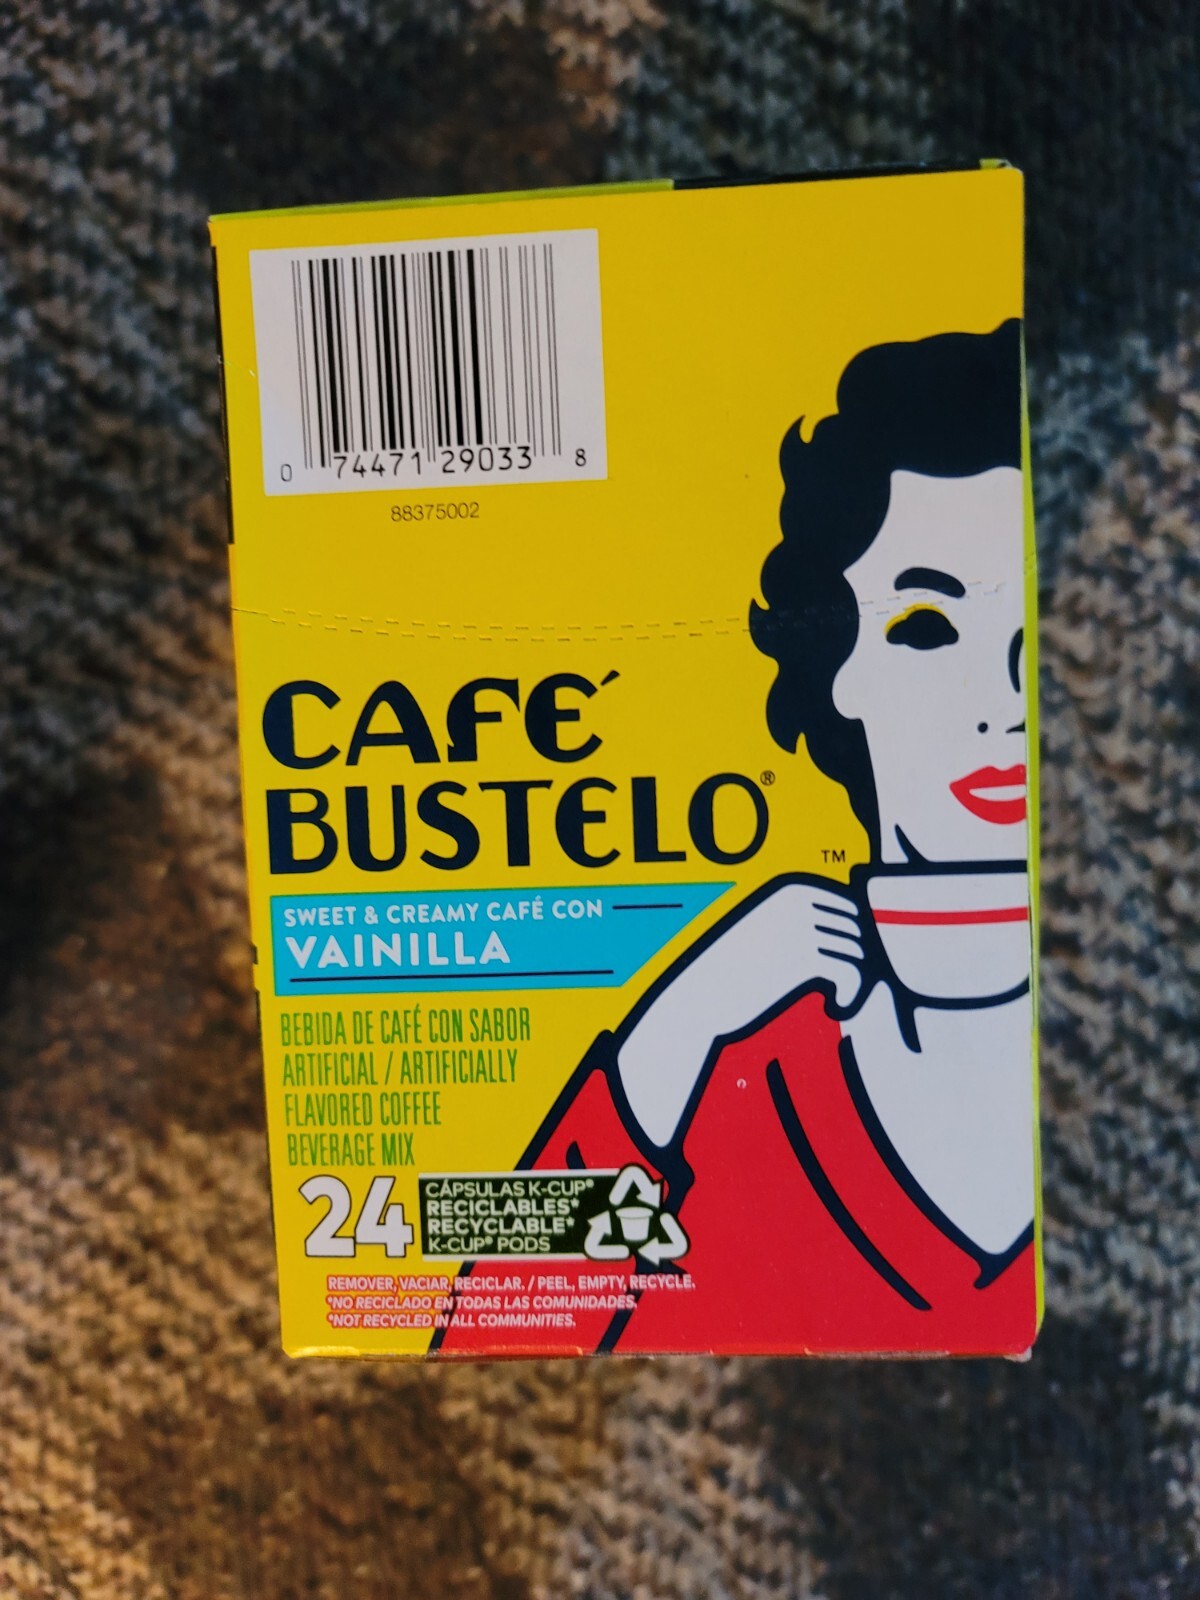 0 74471 29033 8
88375002
CAFÉ
BUSTELO®
TM
SWEET & CREAMY CAFÉ CON
VAINILLA
BEBIDA DE CAFÉ CON SABOR
ARTIFICIAL / ARTIFICIALLY
FLAVORED COFFEE
BEVERAGE MIX
24
CÁPSULAS K-CUP®
RECICLABLES*
RECYCLABLE*
K-CUP® PODS
REMOVER, VACIAR, RECICLAR. / PEEL, EMPTY, RECYCLE.
*NO RECICLADO EN TODAS LAS COMUNIDADES.
*NOT RECYCLED IN ALL COMMUNITIES.